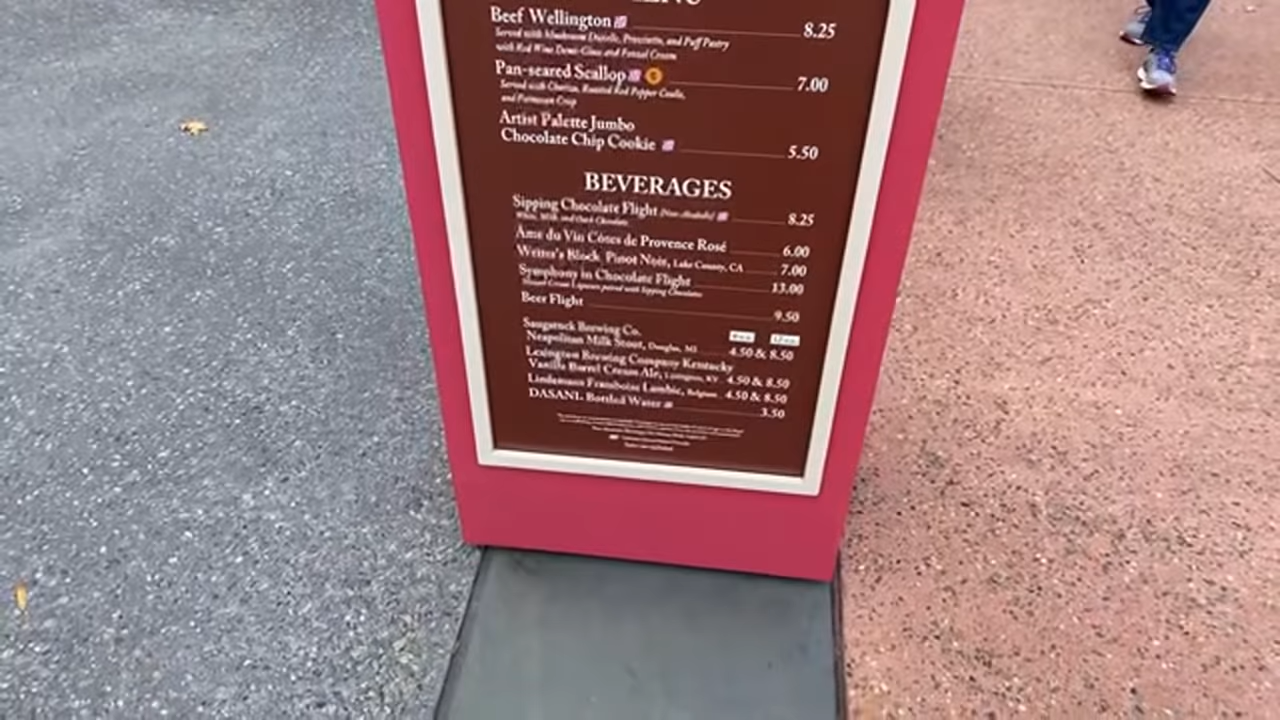 MENU
Beef Wellington 8.25
Served with Mushroom Duxelle, Prosciutto, and Puff Pastry
with Red Wine Demi-Glace and Fennel Cream
Pan-seared Scallop 7.00
Served with Chorizo, Roasted Red Pepper Coulis,
and Parmesan Crisp
Artist Palette Jumbo
Chocolate Chip Cookie 5.50
BEVERAGES
Sipping Chocolate Flight (Non-alcoholic) 8.25
White, Milk, and Dark Chocolate
Âme du Vin Côtes de Provence Rosé 6.00
Writer's Block Pinot Noir, Lake County, CA 7.00
Symphony in Chocolate Flight 13.00
Cream Liqueurs paired with Sipping Chocolates
Beer Flight 9.50
Saugatuck Brewing Co.
Neapolitan Milk Stout, Douglas, MI 4.50 & 8.50
Lexington Brewing Company Kentucky
Vanilla Barrel Cream Ale, Lexington, KY 4.50 & 8.50
Lindemans Framboise Lambic, Belgium 4.50 & 8.50
DASANI Bottled Water 3.50